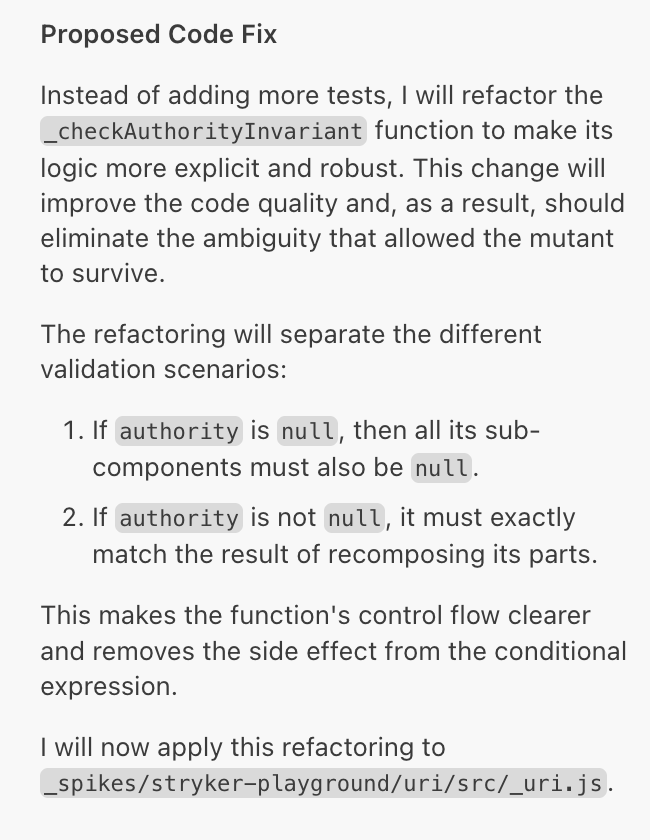 Proposed Code Fix
Instead of adding more tests, I will refactor the
_checkAuthorityInvariant function to make its
logic more explicit and robust. This change will
improve the code quality and, as a result, should
eliminate the ambiguity that allowed the mutant
to survive.
The refactoring will separate the different
validation scenarios:
1. If authority is null, then all its sub-
components must also be null.
2. If authority is not null, it must exactly
match the result of recomposing its parts.
This makes the function's control flow clearer
and removes the side effect from the conditional
expression.
I will now apply this refactoring to
_spikes/stryker-playground/uri/src/_uri.js.